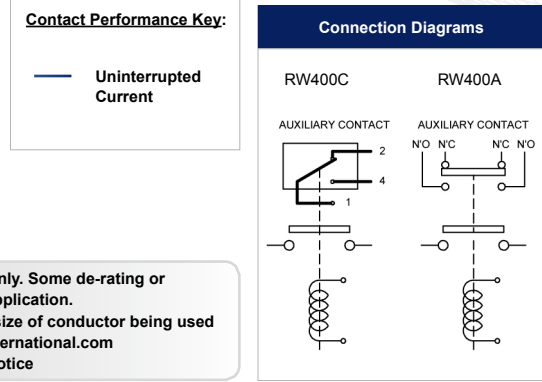 Contact Performance Key:
Uninterrupted
Current
Connection Diagrams
RW400C
RW400A
AUXILIARY CONTACT
AUXILIARY CONTACT
2
4
1
N'O N'C
N'C N'O
only. Some de-rating or
pplication.
size of conductor being used
ernational.com
otice